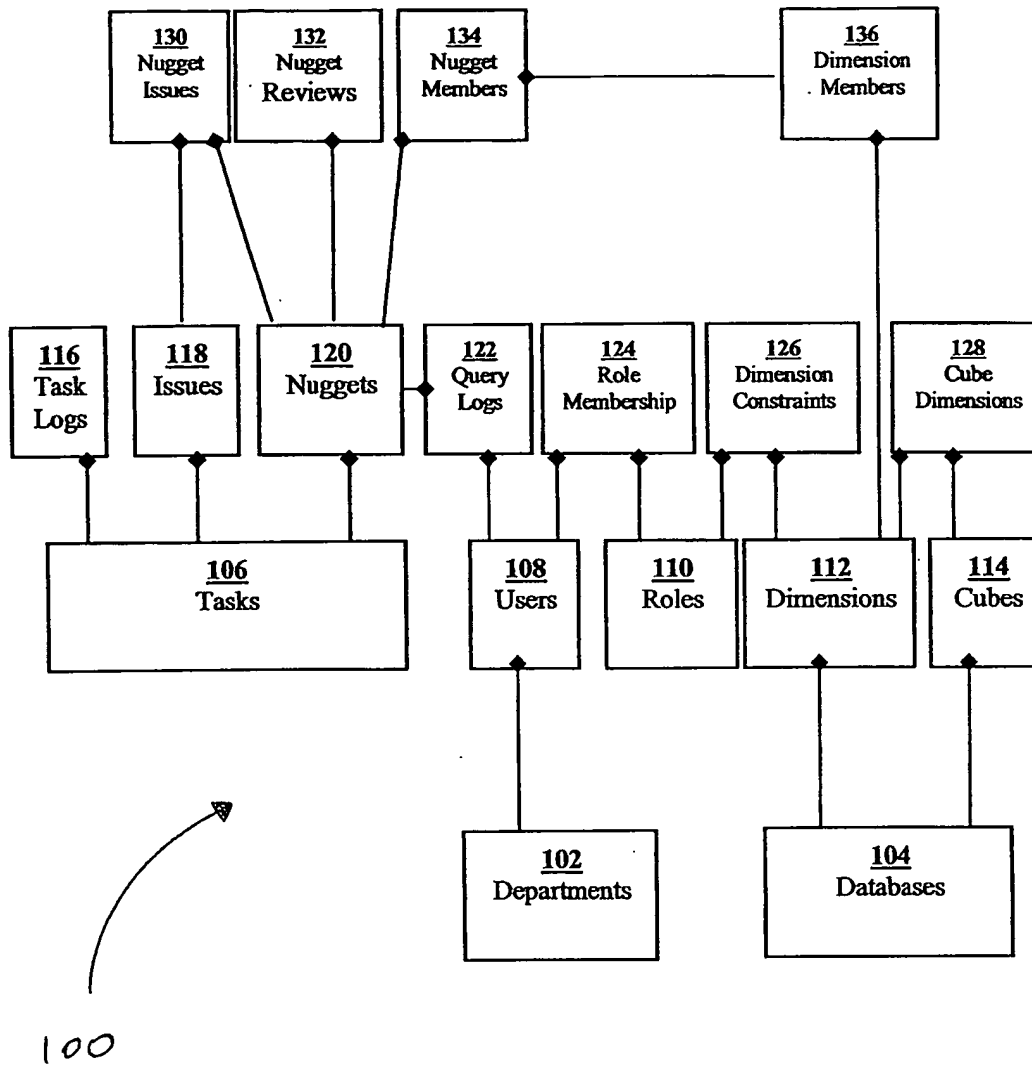 130
Nugget
Issues
132
Nugget
Reviews
134
Nugget
Members
136
Dimension
Members
116
Task
Logs
118
Issues
120
Nuggets
122
Query
Logs
124
Role
Membership
126
Dimension
Constraints
128
Cube
Dimensions
106
Tasks
108
Users
110
Roles
112
Dimensions
114
Cubes
102
Departments
104
Databases
100